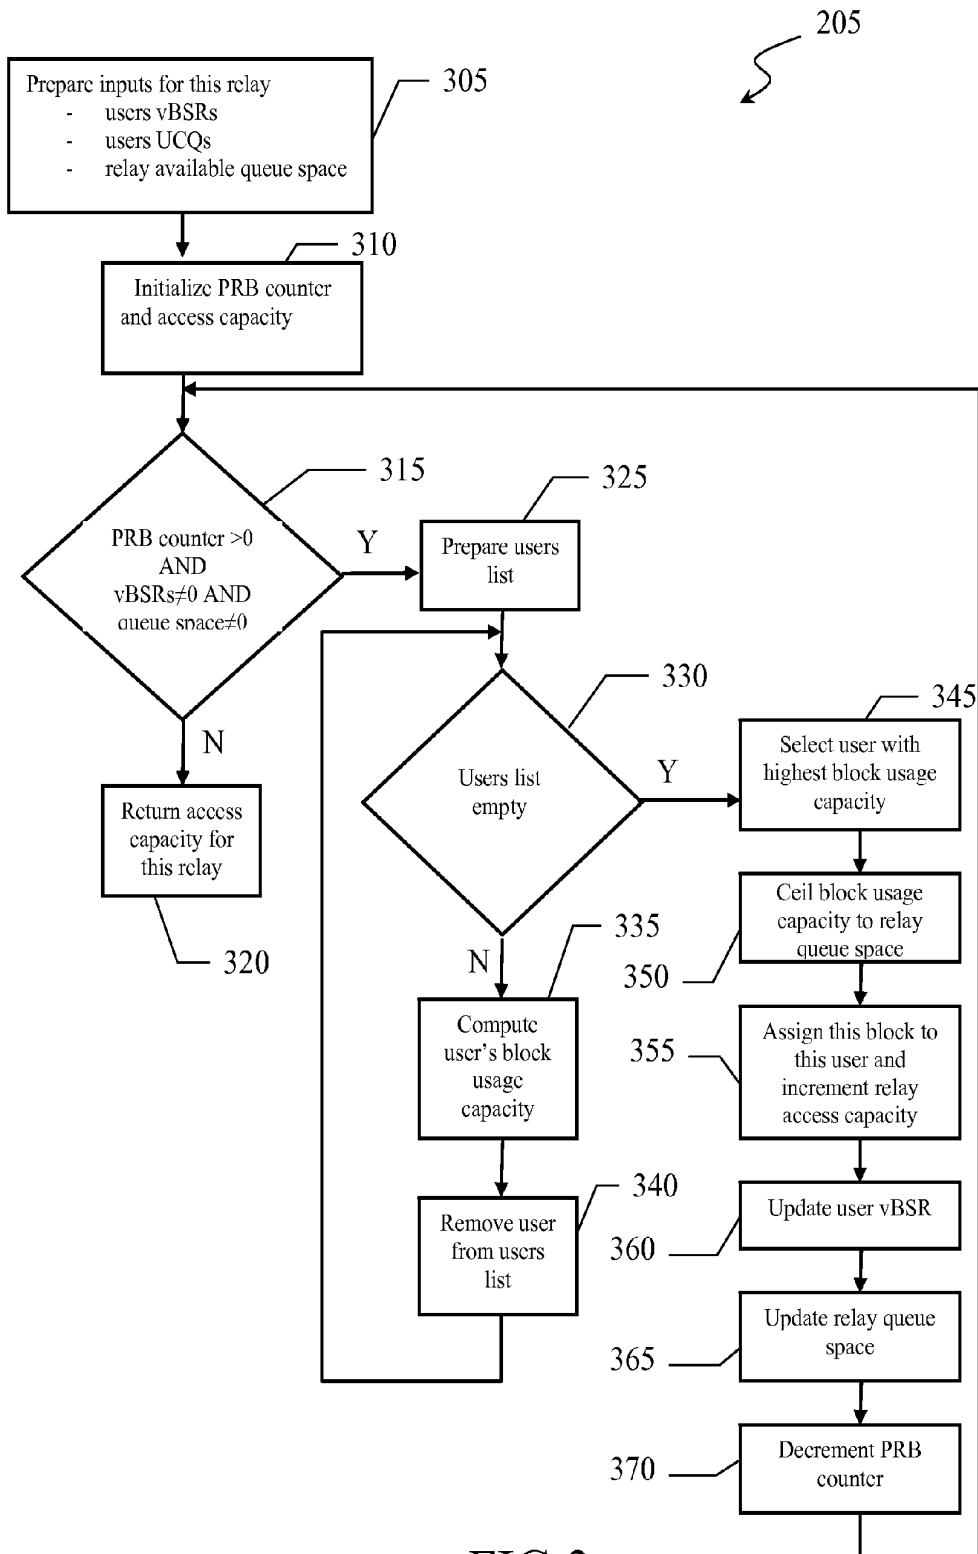 205
305
Prepare inputs for this relay
- users vBSRs
- users UCQs
- relay available queue space
310
Initialize PRB counter
and access capacity
315
PRB counter >0
AND
vBSRs≠0 AND
queue space≠0
Y
N
320
Return access
capacity for
this relay
325
Prepare users
list
330
Users list
empty
Y
N
335
Compute
user's block
usage
capacity
340
Remove user
from users
list
345
Select user with
highest block usage
capacity
350
Ceil block usage
capacity to relay
queue space
355
Assign this block to
this user and
increment relay
access capacity
360
Update user vBSR
365
Update relay queue
space
370
Decrement PRB
counter